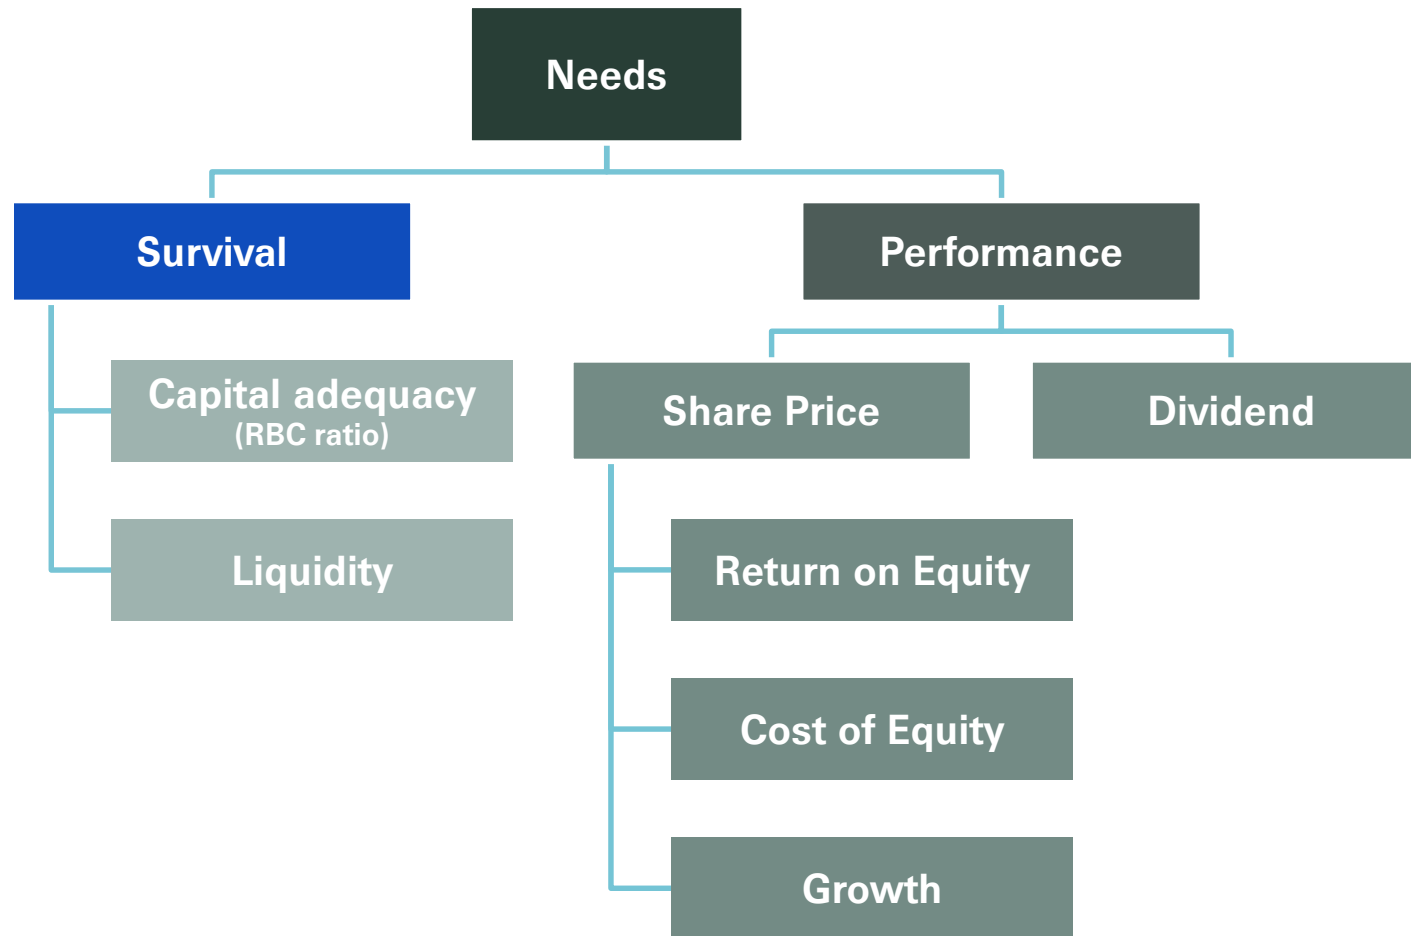 Needs
Survival
Performance
Capital adequacy
(RBC ratio)
Share Price
Dividend
Liquidity
Return on Equity
Cost of Equity
Growth